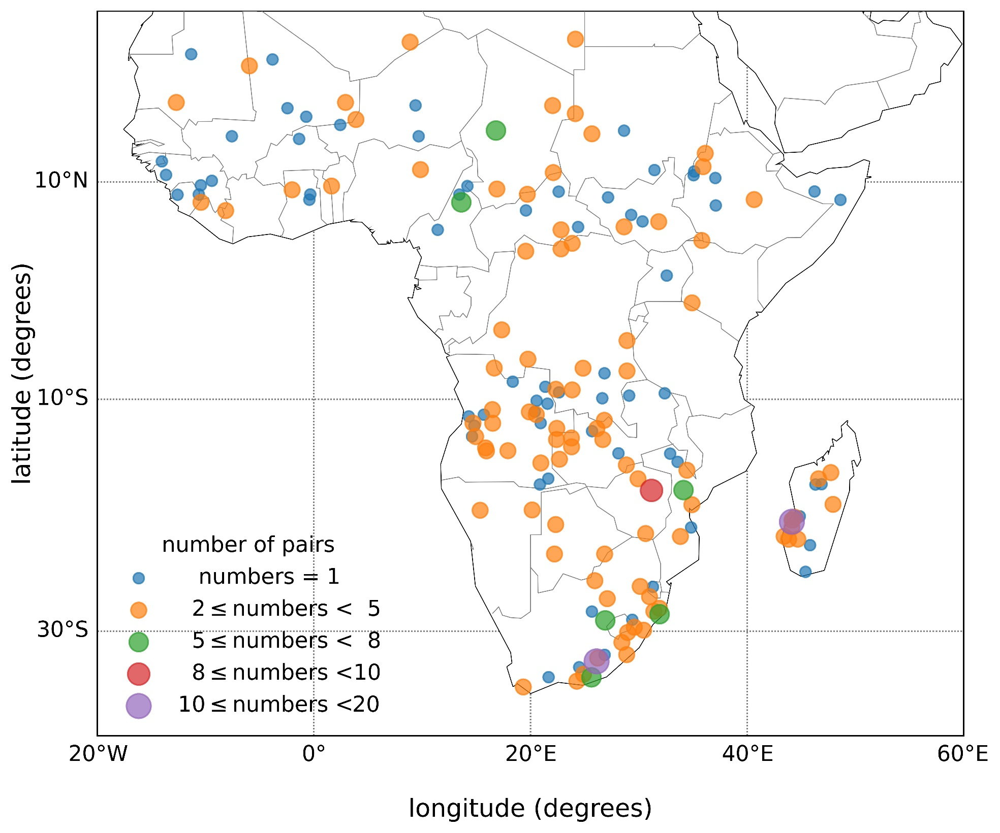 10°N
10°S
30°S
latitude (degrees)
number of pairs
numbers = 1
2 ≤ numbers < 5
5 ≤ numbers < 8
8 ≤ numbers <10
10 ≤ numbers <20
20°W 0° 20°E 40°E 60°E
longitude (degrees)